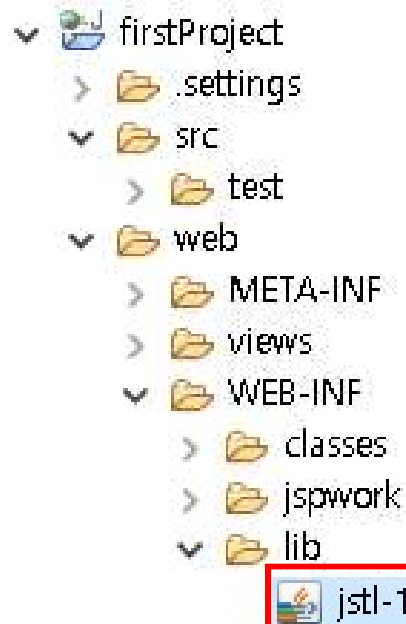 firstProject
.settings
src
test
web
META-INF
views
WEB-INF
classes
jspwork
lib
jstl-1